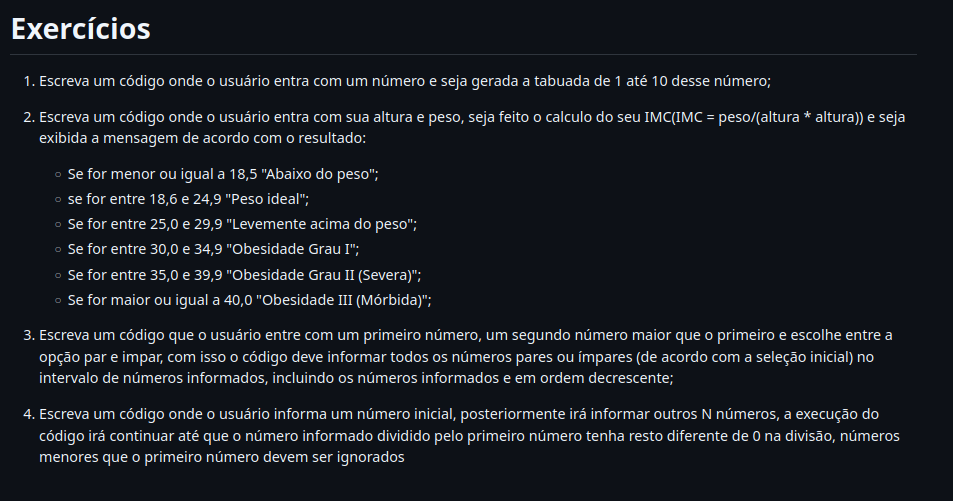 Exercícios
1. Escreva um código onde o usuário entra com um número e seja gerada a tabuada de 1 até 10 desse número;
2. Escreva um código onde o usuário entra com sua altura e peso, seja feito o calculo do seu IMC(IMC = peso/(altura * altura)) e seja
exibida a mensagem de acordo com o resultado:
○ Se for menor ou igual a 18,5 "Abaixo do peso";
○ se for entre 18,6 e 24,9 "Peso ideal";
○ Se for entre 25,0 e 29,9 "Levemente acima do peso";
○ Se for entre 30,0 e 34,9 "Obesidade Grau I";
○ Se for entre 35,0 e 39,9 "Obesidade Grau II (Severa)";
○ Se for maior ou igual a 40,0 "Obesidade III (Mórbida)";
3. Escreva um código que o usuário entre com um primeiro número, um segundo número maior que o primeiro e escolhe entre a
opção par e impar, com isso o código deve informar todos os números pares ou ímpares (de acordo com a seleção inicial) no
intervalo de números informados, incluindo os números informados e em ordem decrescente;
4. Escreva um código onde o usuário informa um número inicial, posteriormente irá informar outros N números, a execução do
código irá continuar até que o número informado dividido pelo primeiro número tenha resto diferente de 0 na divisão, números
menores que o primeiro número devem ser ignorados